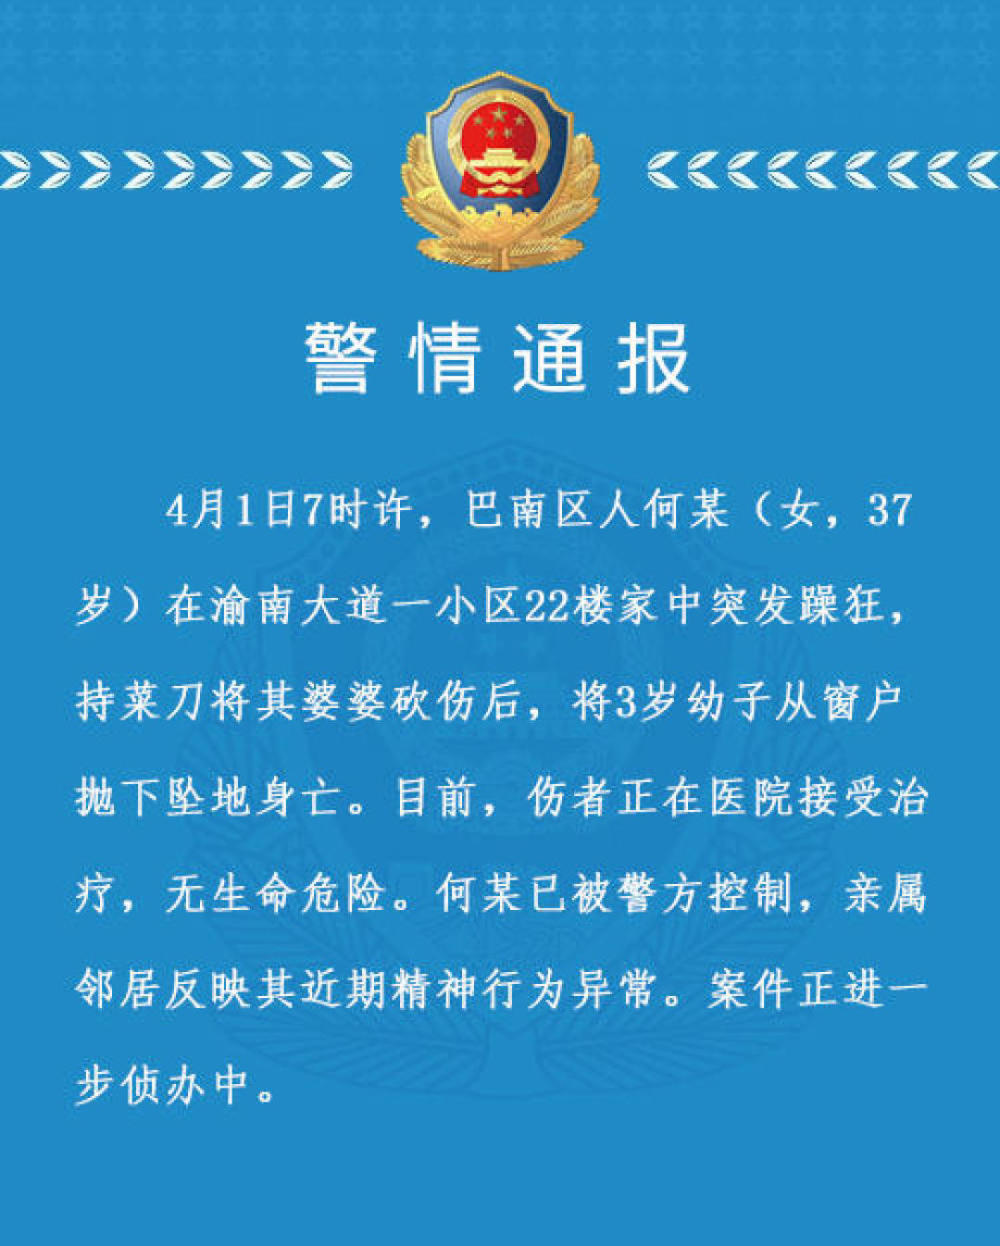 警情通报
4月1日7时许，巴南区人何某（女，37
岁）在渝南大道一小区22楼家中突发躁狂，
持菜刀将其婆婆砍伤后，将3岁幼子从窗户
抛下坠地身亡。目前，伤者正在医院接受治
疗，无生命危险。何某已被警方控制，亲属
邻居反映其近期精神行为异常。案件正进一
步侦办中。